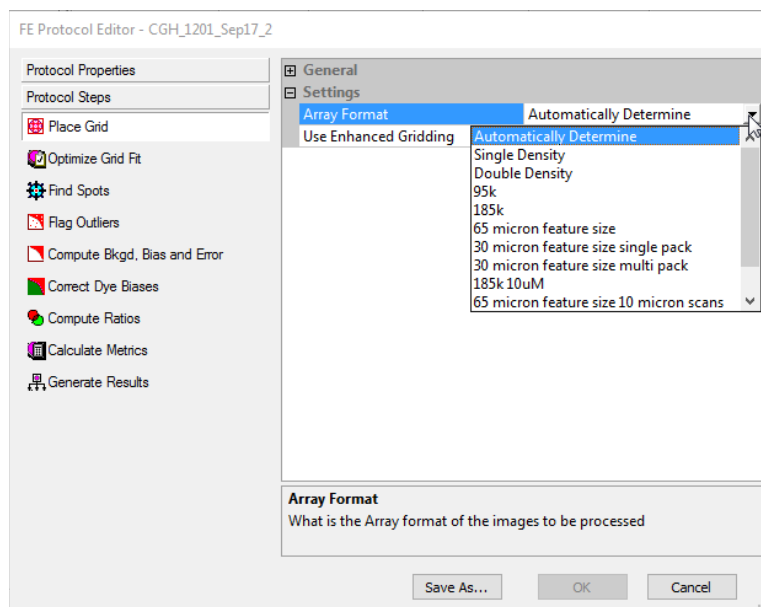 FE Protocol Editor - CGH_1201_Sep17_2
Protocol Properties
Protocol Steps
Place Grid
Optimize Grid Fit
Find Spots
Flag Outliers
Compute Bkgd, Bias and Error
Correct Dye Biases
Compute Ratios
Calculate Metrics
Generate Results
General
Settings
Array Format Automatically Determine
Use Enhanced Gridding
Automatically Determine
Single Density
Double Density
95k
185k
65 micron feature size
30 micron feature size single pack
30 micron feature size multi pack
185k 10uM
65 micron feature size 10 micron scans
Array Format
What is the Array format of the images to be processed
Save As... OK Cancel